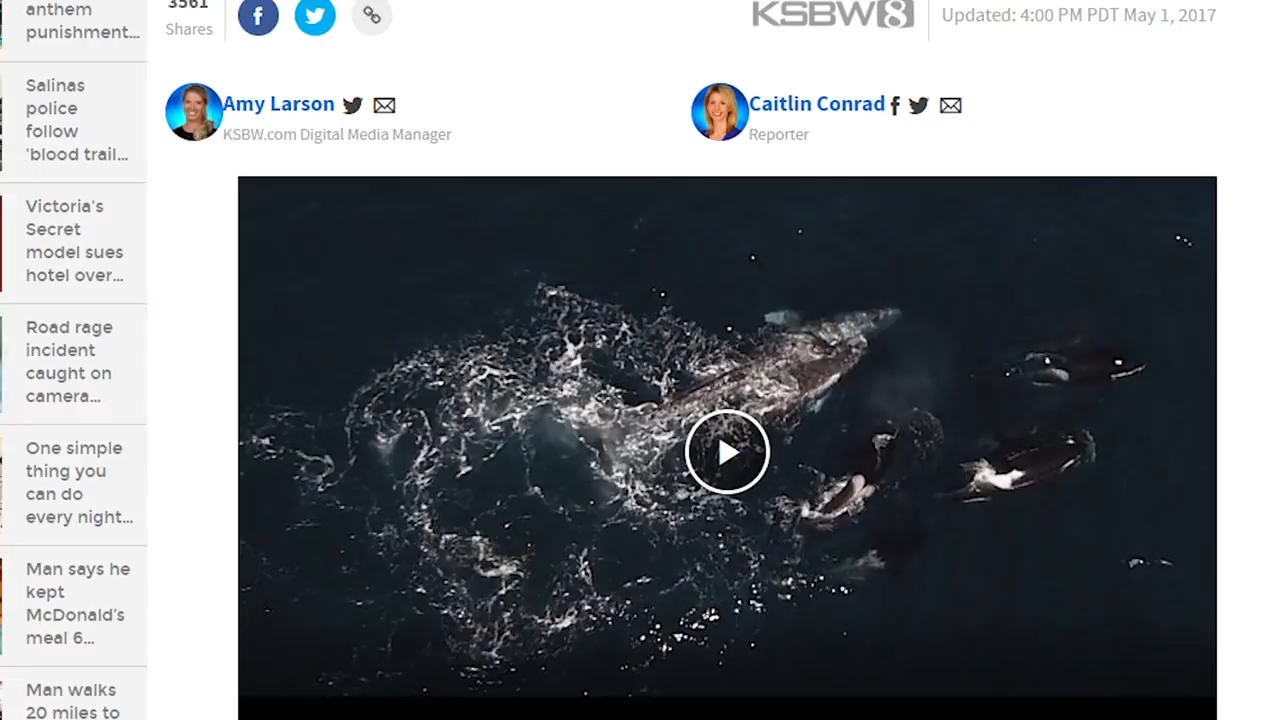 anthem
punishment...
Salinas
police
follow
'blood trail...
Victoria's
Secret
model sues
hotel over...
Road rage
incident
caught on
camera...
One simple
thing you
can do
every night...
Man says he
kept
McDonald's
meal 6...
Man walks
20 miles to
3561
Shares
KSBW8
Updated: 4:00 PM PDT May 1, 2017
Amy Larson
KSBW.com Digital Media Manager
Caitlin Conrad
Reporter